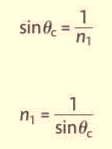 sinθc = 1/n1
n1 = 1/sinθc